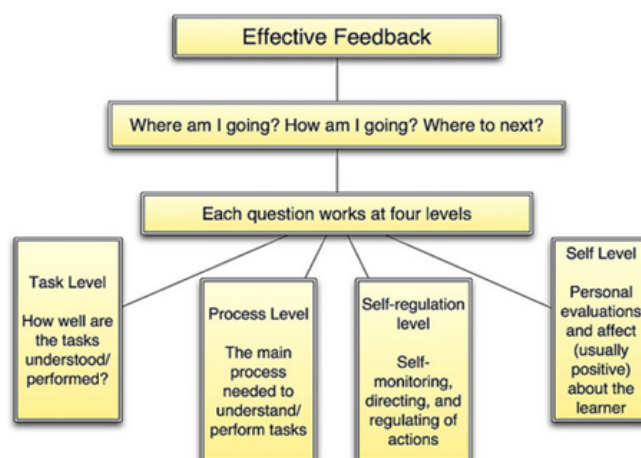 Effective Feedback
Where am I going? How am I going? Where to next?
Each question works at four levels
Task Level
How well are
the tasks
understood/
performed?
Process Level
The main
process
needed to
understand/
perform tasks
Self-regulation
level
Self-
monitoring,
directing, and
regulating of
actions
Self Level
Personal
evaluations
and affect
(usually
positive)
about the
learner